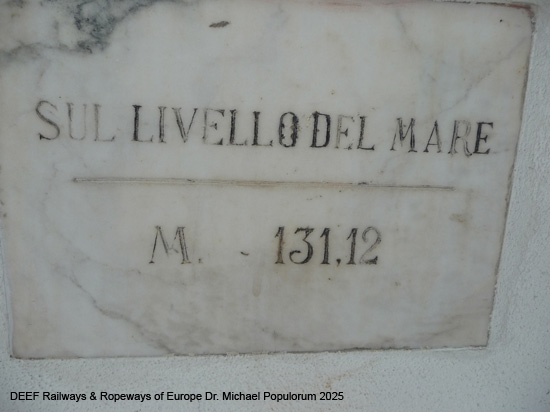 SUL LIVELLO DEL MARE
M. 131,12
DEEF Railways & Ropeways of Europe Dr. Michael Populorum 2025